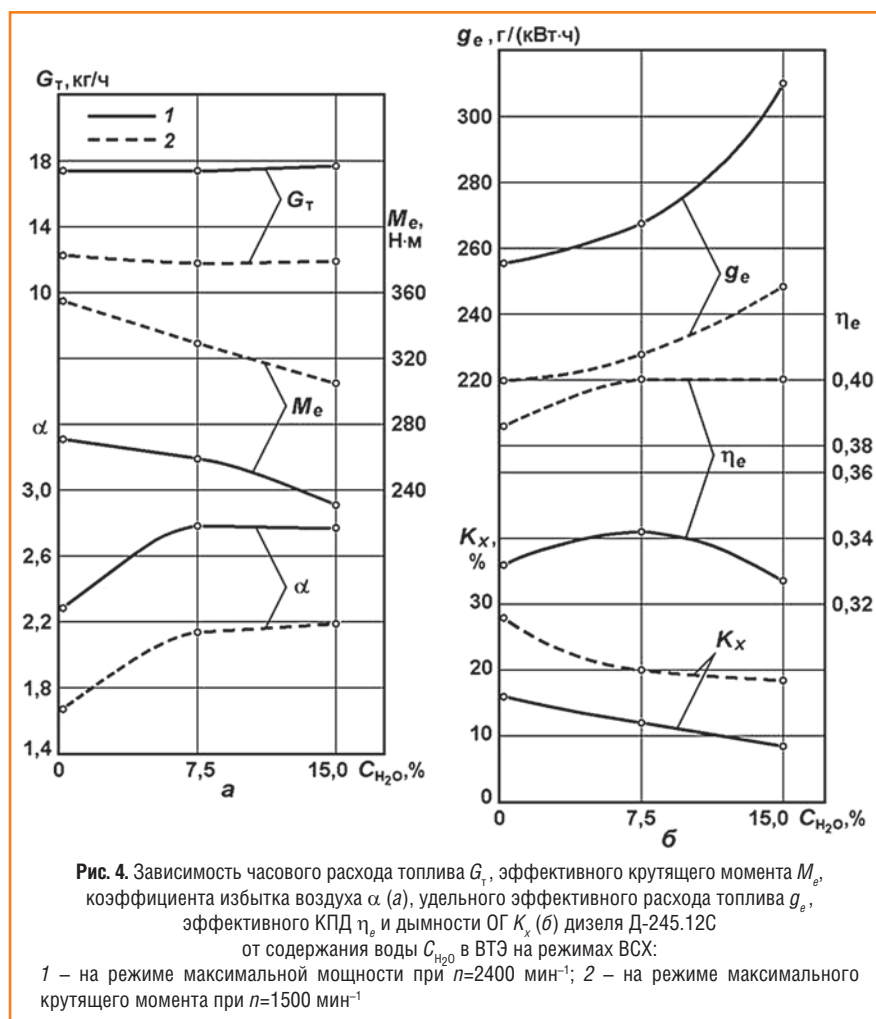 G_т, кг/ч
1
2
18
14
10
G_т
M_e,
Н·м
360
320
280
240
M_e
α
3,0
2,6
2,2
1,8
1,4
α
0
7,5
15,0
C_H₂O, %
а
g_e, г/(кВт·ч)
300
280
260
240
220
g_e
η_e
0,40
0,38
0,36
0,34
0,32
η_e
K_x,
%
30
20
10
0
K_x
0
7,5
15,0
C_H₂O, %
б
Рис. 4. Зависимость часового расхода топлива G_т, эффективного крутящего момента M_e,
коэффициента избытка воздуха α (а), удельного эффективного расхода топлива g_e,
эффективного КПД η_e и дымности ОГ K_x (б) дизеля Д-245.12С
от содержания воды C_H₂O в ВТЭ на режимах ВСХ:
1 – на режиме максимальной мощности при n=2400 мин⁻¹; 2 – на режиме максимального
крутящего момента при n=1500 мин⁻¹